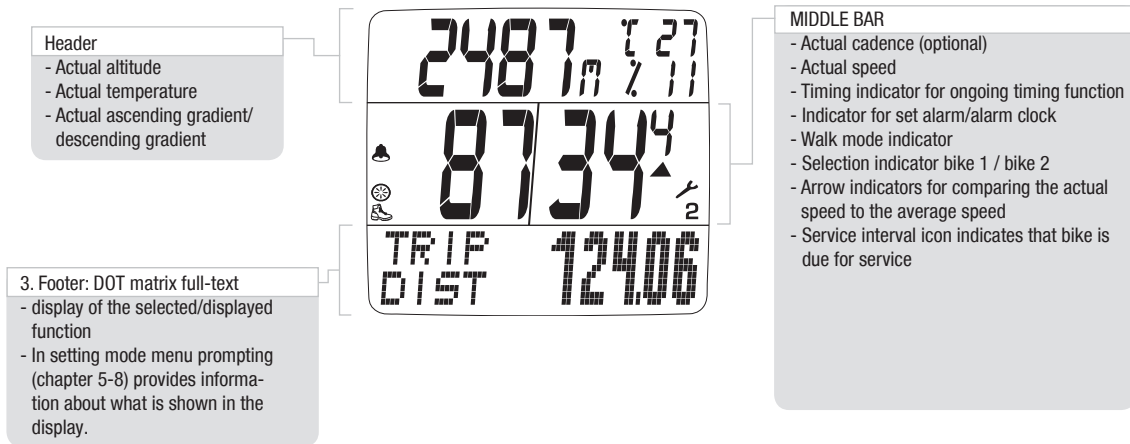 Header
- Actual altitude
- Actual temperature
- Actual ascending gradient/
descending gradient
3. Footer: DOT matrix full-text
- display of the selected/displayed
function
- In setting mode menu prompting
(chapter 5-8) provides informa-
tion about what is shown in the
display.
2487m °C 27
% 11
87 34 4
2
TRIP
DIST 124.06
MIDDLE BAR
- Actual cadence (optional)
- Actual speed
- Timing indicator for ongoing timing function
- Indicator for set alarm/alarm clock
- Walk mode indicator
- Selection indicator bike 1 / bike 2
- Arrow indicators for comparing the actual
speed to the average speed
- Service interval icon indicates that bike is
due for service